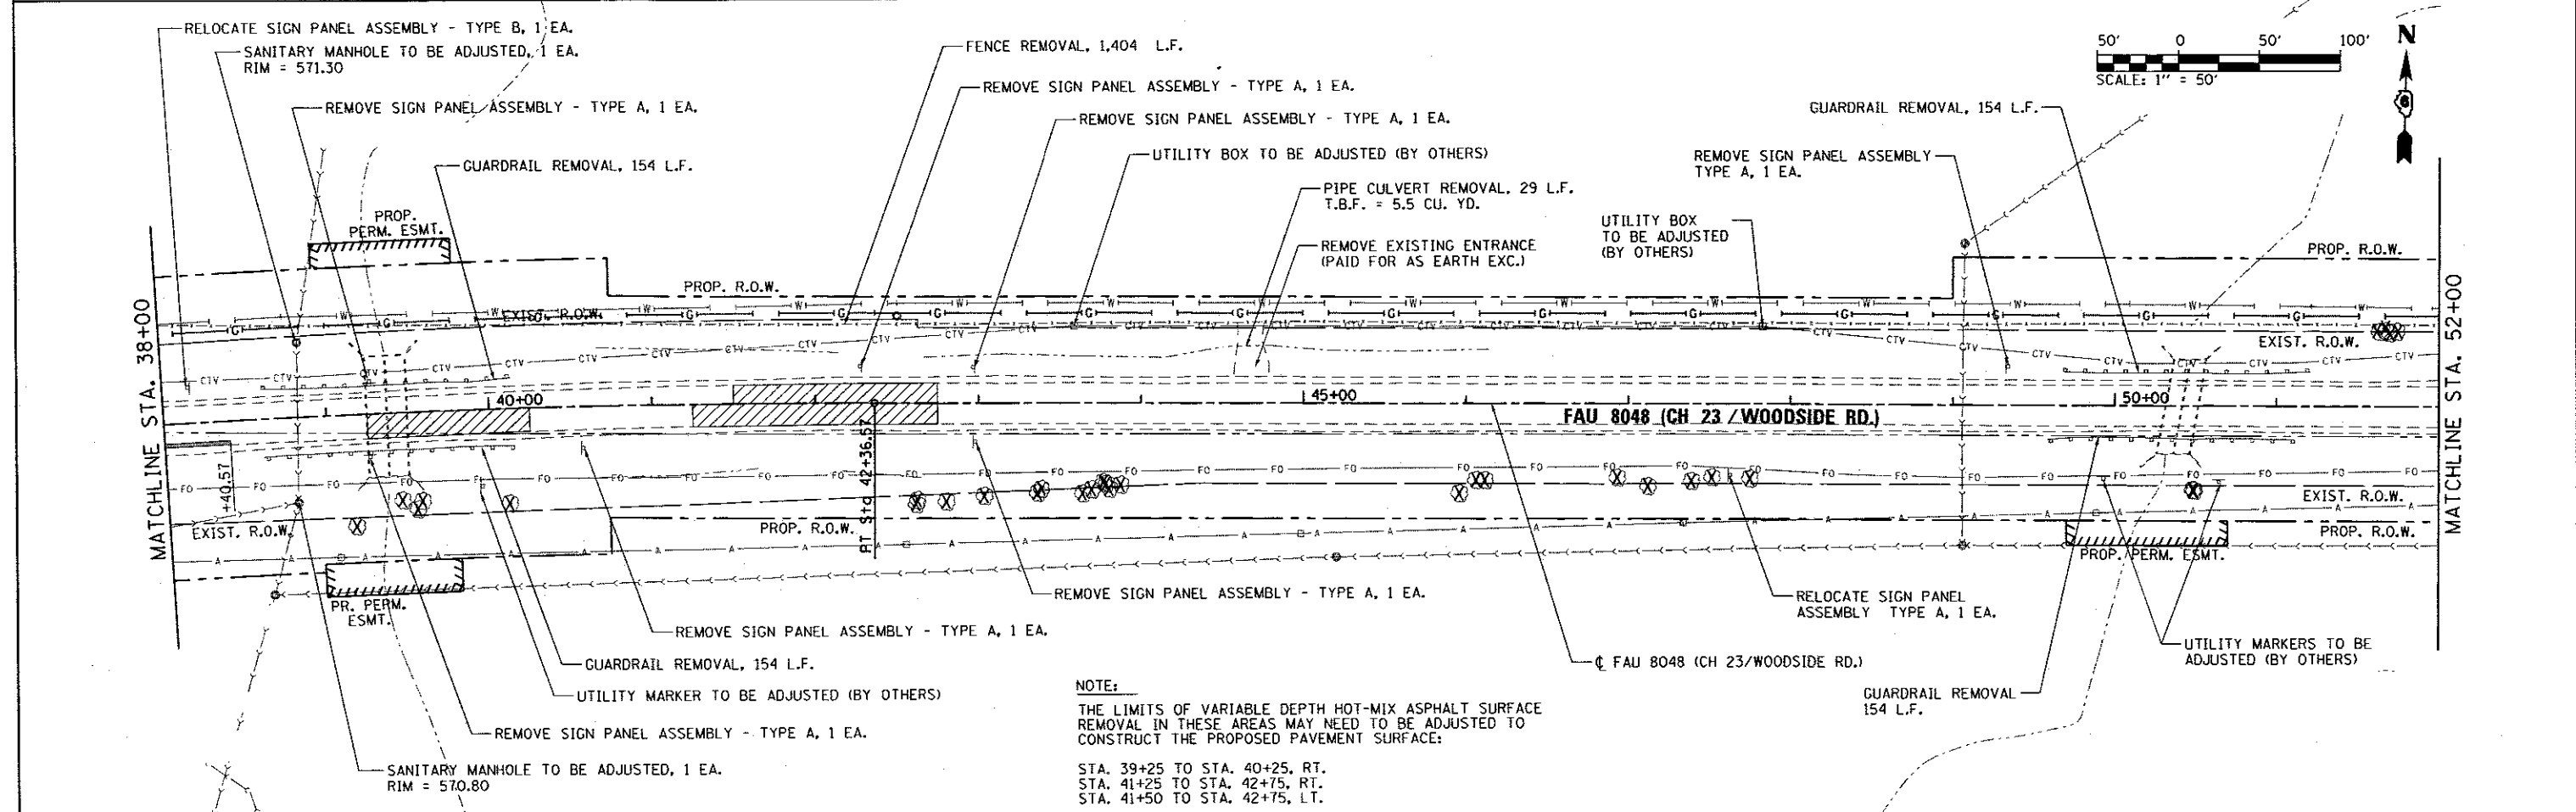 RELOCATE SIGN PANEL ASSEMBLY - TYPE B, 1 EA.
SANITARY MANHOLE TO BE ADJUSTED, 1 EA.
RIM = 571.30
REMOVE SIGN PANEL ASSEMBLY - TYPE A, 1 EA.
GUARDRAIL REMOVAL, 154 L.F.
FENCE REMOVAL, 1,404 L.F.
REMOVE SIGN PANEL ASSEMBLY - TYPE A, 1 EA.
REMOVE SIGN PANEL ASSEMBLY - TYPE A, 1 EA.
UTILITY BOX TO BE ADJUSTED (BY OTHERS)
PIPE CULVERT REMOVAL, 29 L.F.
T.B.F. = 5.5 CU. YD.
REMOVE EXISTING ENTRANCE
(PAID FOR AS EARTH EXC.)
UTILITY BOX
TO BE ADJUSTED
(BY OTHERS)
REMOVE SIGN PANEL ASSEMBLY
TYPE A, 1 EA.
GUARDRAIL REMOVAL, 154 L.F.
50' 0 50' 100'
SCALE: 1" = 50'
N
PROP.
PERM. ESMT.
PROP. R.O.W.
PROP. R.O.W.
EXIST. R.O.W.
EXIST. R.O.W.
MATCHLINE STA. 38+00
MATCHLINE STA. 52+00
40+00
45+00
50+00
FAU 8048 (CH 23 / WOODSIDE RD.)
+40.57
RT Sta 42+36.57
EXIST. R.O.W.
PROP. R.O.W.
EXIST. R.O.W.
PROP. R.O.W.
PR. PERM.
ESMT.
PROP. PERM. ESMT.
REMOVE SIGN PANEL ASSEMBLY - TYPE A, 1 EA.
RELOCATE SIGN PANEL
ASSEMBLY TYPE A, 1 EA.
REMOVE SIGN PANEL ASSEMBLY - TYPE A, 1 EA.
UTILITY MARKERS TO BE
ADJUSTED (BY OTHERS)
GUARDRAIL REMOVAL, 154 L.F.
℄ FAU 8048 (CH 23/WOODSIDE RD.)
UTILITY MARKER TO BE ADJUSTED (BY OTHERS)
GUARDRAIL REMOVAL
154 L.F.
REMOVE SIGN PANEL ASSEMBLY - TYPE A, 1 EA.
SANITARY MANHOLE TO BE ADJUSTED, 1 EA.
RIM = 570.80
NOTE:
THE LIMITS OF VARIABLE DEPTH HOT-MIX ASPHALT SURFACE
REMOVAL IN THESE AREAS MAY NEED TO BE ADJUSTED TO
CONSTRUCT THE PROPOSED PAVEMENT SURFACE:
STA. 39+25 TO STA. 40+25, RT.
STA. 41+25 TO STA. 42+75, RT.
STA. 41+50 TO STA. 42+75, LT.